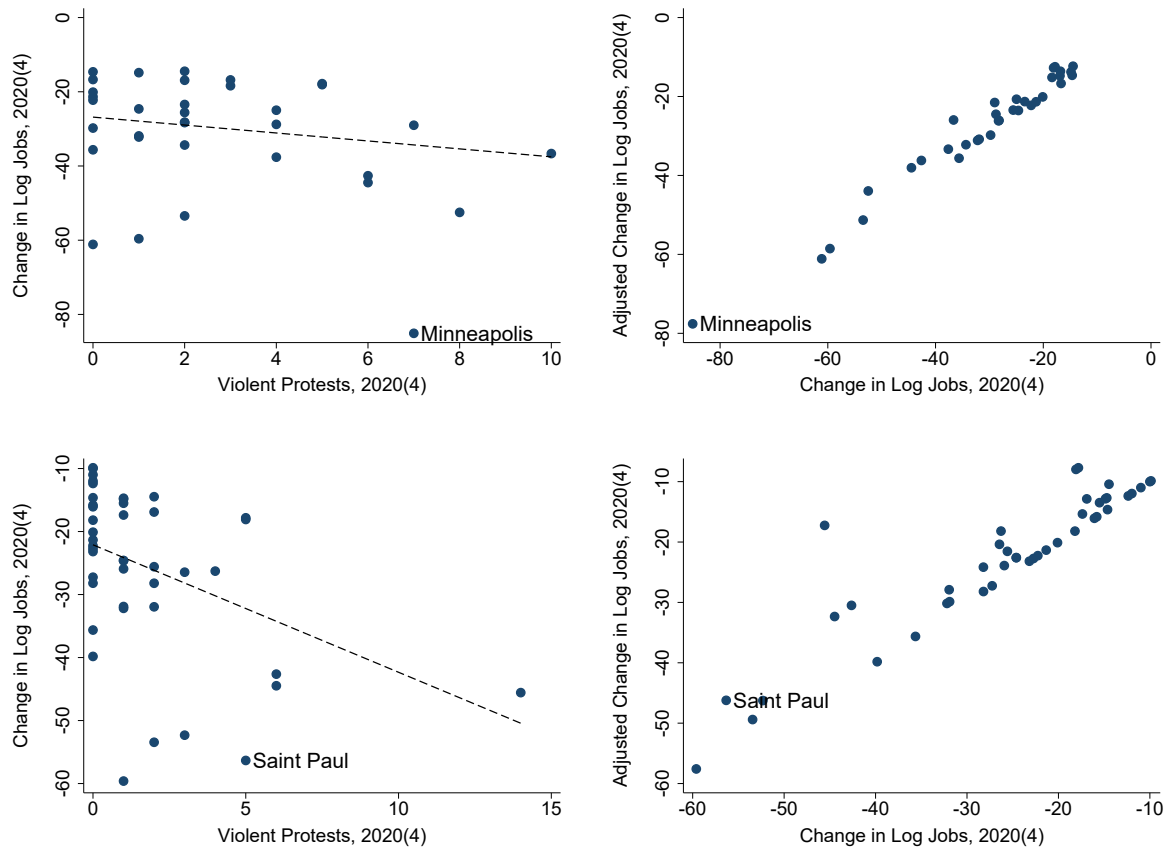 Change in Log Jobs, 2020(4)
0
-20
-40
-60
-80
Minneapolis
0 2 4 6 8 10
Violent Protests, 2020(4)
Adjusted Change in Log Jobs, 2020(4)
0
-20
-40
-60
-80
Minneapolis
-80 -60 -40 -20 0
Change in Log Jobs, 2020(4)
Change in Log Jobs, 2020(4)
-10
-20
-30
-40
-50
-60
Saint Paul
0 5 10 15
Violent Protests, 2020(4)
Adjusted Change in Log Jobs, 2020(4)
-10
-20
-30
-40
-50
-60
Saint Paul
-60 -50 -40 -30 -20 -10
Change in Log Jobs, 2020(4)